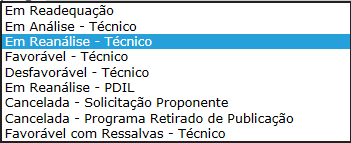 Em Readequação
Em Análise - Técnico
Em Reanálise - Técnico
Favorável - Técnico
Desfavorável - Técnico
Em Reanálise - PDIL
Cancelada - Solicitação Proponente
Cancelada - Programa Retirado de Publicação
Favorável com Ressalvas - Técnico